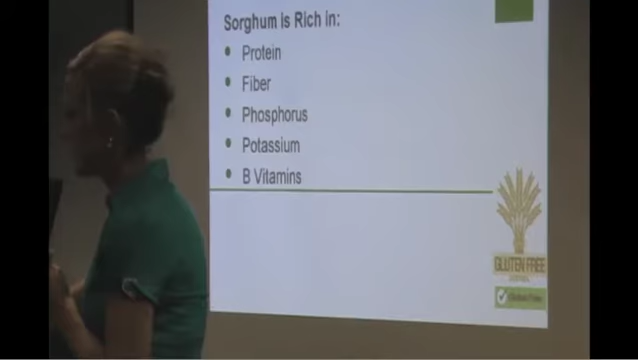 Sorghum is Rich in:
• Protein
• Fiber
• Phosphorus
• Potassium
• B Vitamins
GLUTEN FREE